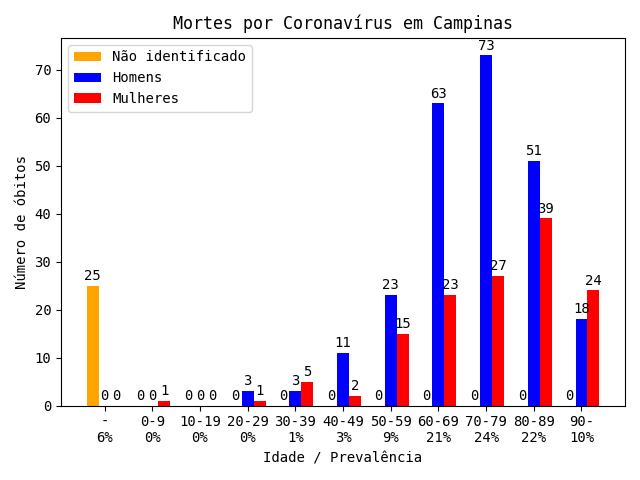 Mortes por Coronavírus em Campinas
Não identificado
Homens
Mulheres
Número de óbitos
70
60
50
40
30
20
10
0
25 0 0
0 0 1
0 0 0
0 3 1
0 3 5
0 11 2
0 23 15
0 63 23
0 73 27
0 51 39
0 18 24
- 0-9 10-19 20-29 30-39 40-49 50-59 60-69 70-79 80-89 90-
6% 0% 0% 0% 1% 3% 9% 21% 24% 22% 10%
Idade / Prevalência